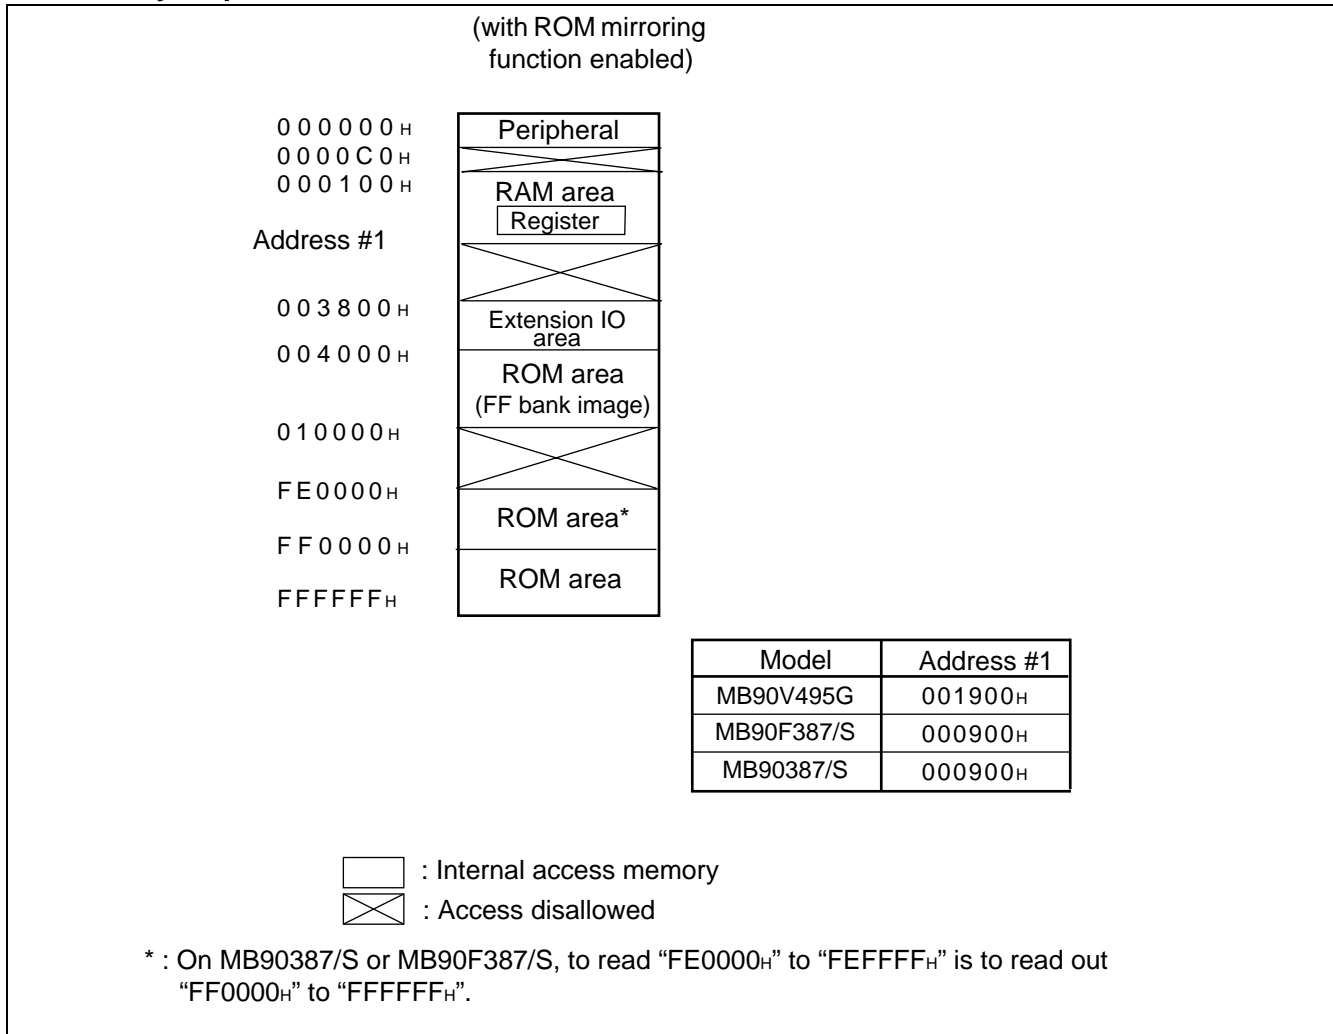 (with ROM mirroring
function enabled)
000000H
Peripheral
0000C0H
000100H
RAM area
Register
Address #1
003800H
Extension IO
area
004000H
ROM area
(FF bank image)
010000H
FE0000H
ROM area*
FF0000H
ROM area
FFFFFFH
Model Address #1
MB90V495G 001900H
MB90F387/S 000900H
MB90387/S 000900H
: Internal access memory
: Access disallowed
* : On MB90387/S or MB90F387/S, to read “FE0000H” to “FEFFFFH” is to read out
“FF0000H” to “FFFFFFH”.